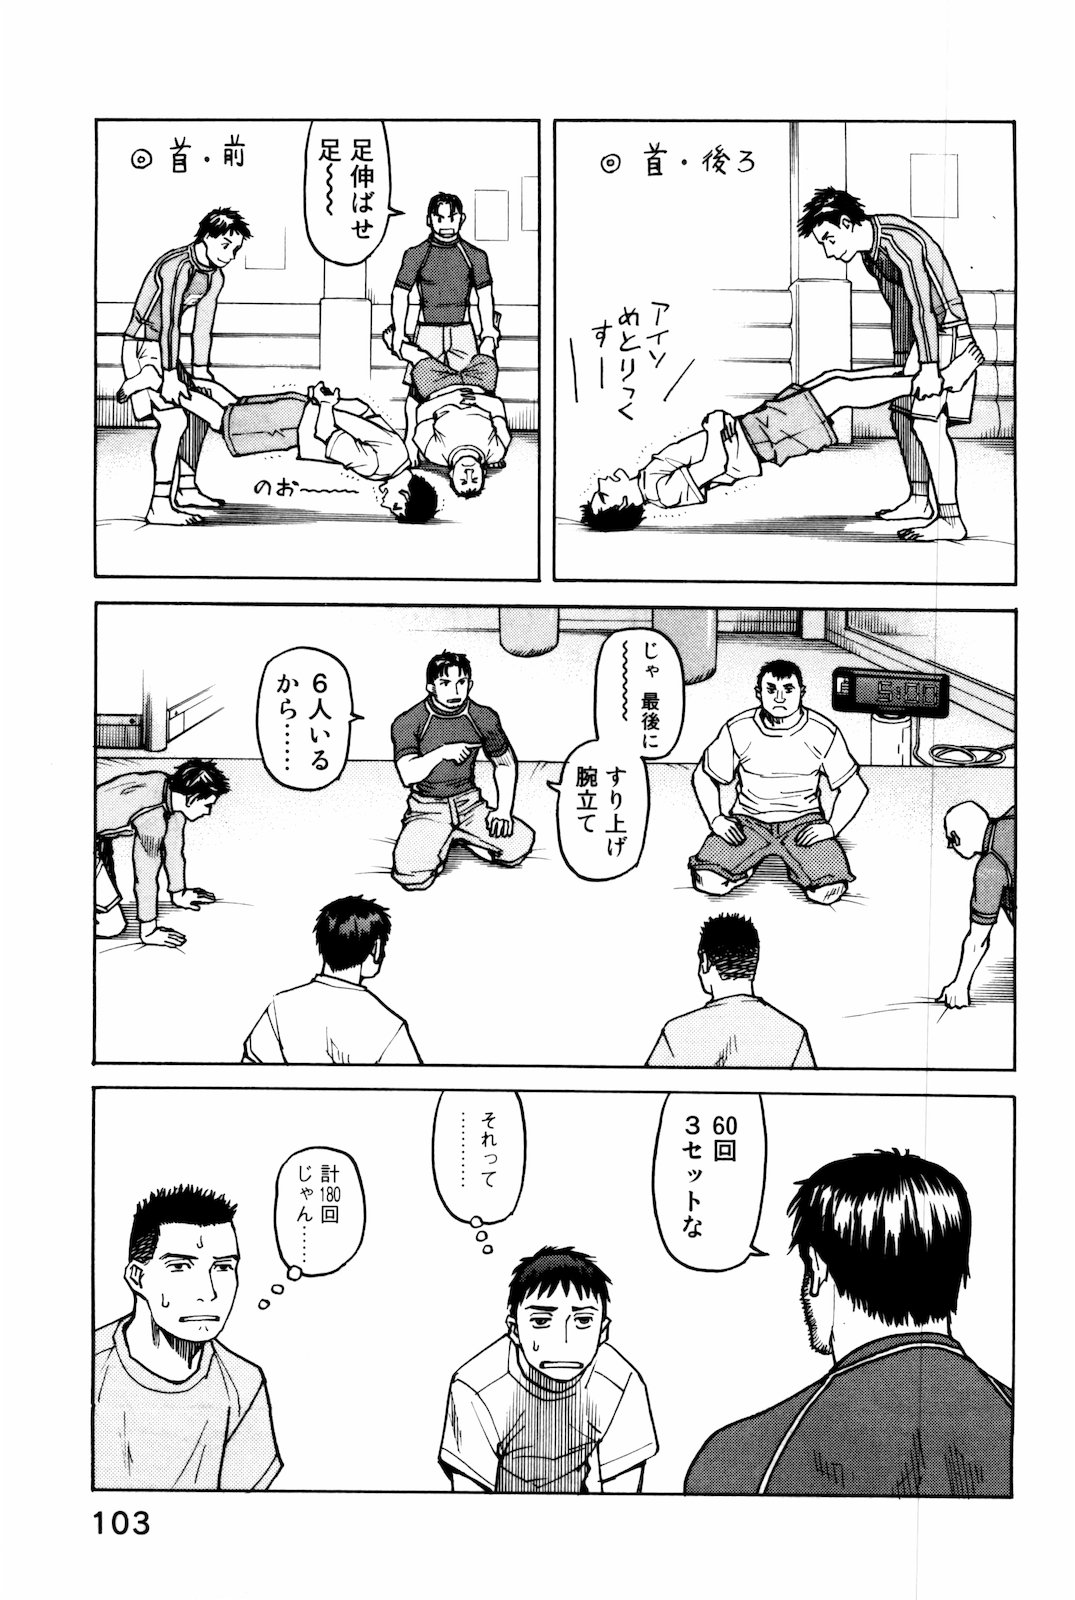 ◎首・後ろ
アイソ
めとりっく
すー
◎首・前
足伸ばせ
足〜〜〜
のお〜〜〜
じゃ 最後に
〜〜〜
すり上げ
腕立て
5:00
6人いる
から……
60回
3セットな
それって
…………
計180回
じゃん……
103